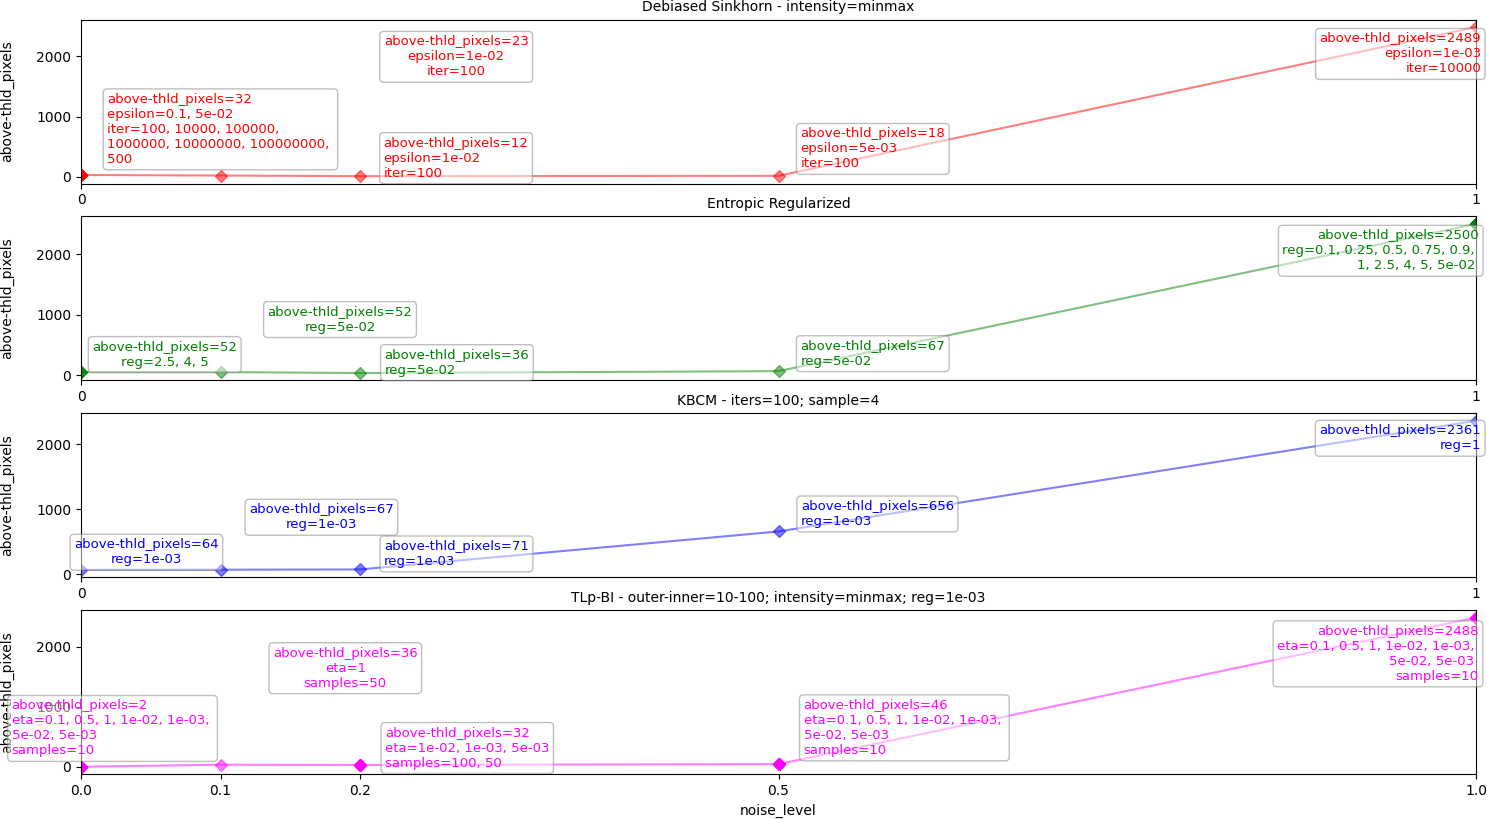 Debiased Sinkhorn - intensity=minmax
above-thld_pixels
2000
1000
0
above-thld_pixels=32
epsilon=0.1, 5e-02
iter=100, 10000, 100000,
1000000, 10000000, 100000000,
500
above-thld_pixels=23
epsilon=1e-02
iter=100
above-thld_pixels=12
epsilon=1e-02
iter=100
above-thld_pixels=18
epsilon=5e-03
iter=100
above-thld_pixels=2489
epsilon=1e-03
iter=10000
0
1
Entropic Regularized
above-thld_pixels
2000
1000
0
above-thld_pixels=52
reg=2.5, 4, 5
above-thld_pixels=52
reg=5e-02
above-thld_pixels=36
reg=5e-02
above-thld_pixels=67
reg=5e-02
above-thld_pixels=2500
reg=0.1, 0.25, 0.5, 0.75, 0.9,
1, 2.5, 4, 5, 5e-02
0
1
KBCM - iters=100; sample=4
above-thld_pixels
2000
1000
0
above-thld_pixels=64
reg=1e-03
above-thld_pixels=67
reg=1e-03
above-thld_pixels=71
reg=1e-03
above-thld_pixels=656
reg=1e-03
above-thld_pixels=2361
reg=1
0
1
TLp-BI - outer-inner=10-100; intensity=minmax; reg=1e-03
above-thld_pixels
2000
1000
0
above-thld_pixels=2
eta=0.1, 0.5, 1, 1e-02, 1e-03,
5e-02, 5e-03
samples=10
above-thld_pixels=36
eta=1
samples=50
above-thld_pixels=32
eta=1e-02, 1e-03, 5e-03
samples=100, 50
above-thld_pixels=46
eta=0.1, 0.5, 1, 1e-02, 1e-03,
5e-02, 5e-03
samples=10
above-thld_pixels=2488
eta=0.1, 0.5, 1, 1e-02, 1e-03,
5e-02, 5e-03
samples=10
0.0
0.1
0.2
0.5
1.0
noise_level